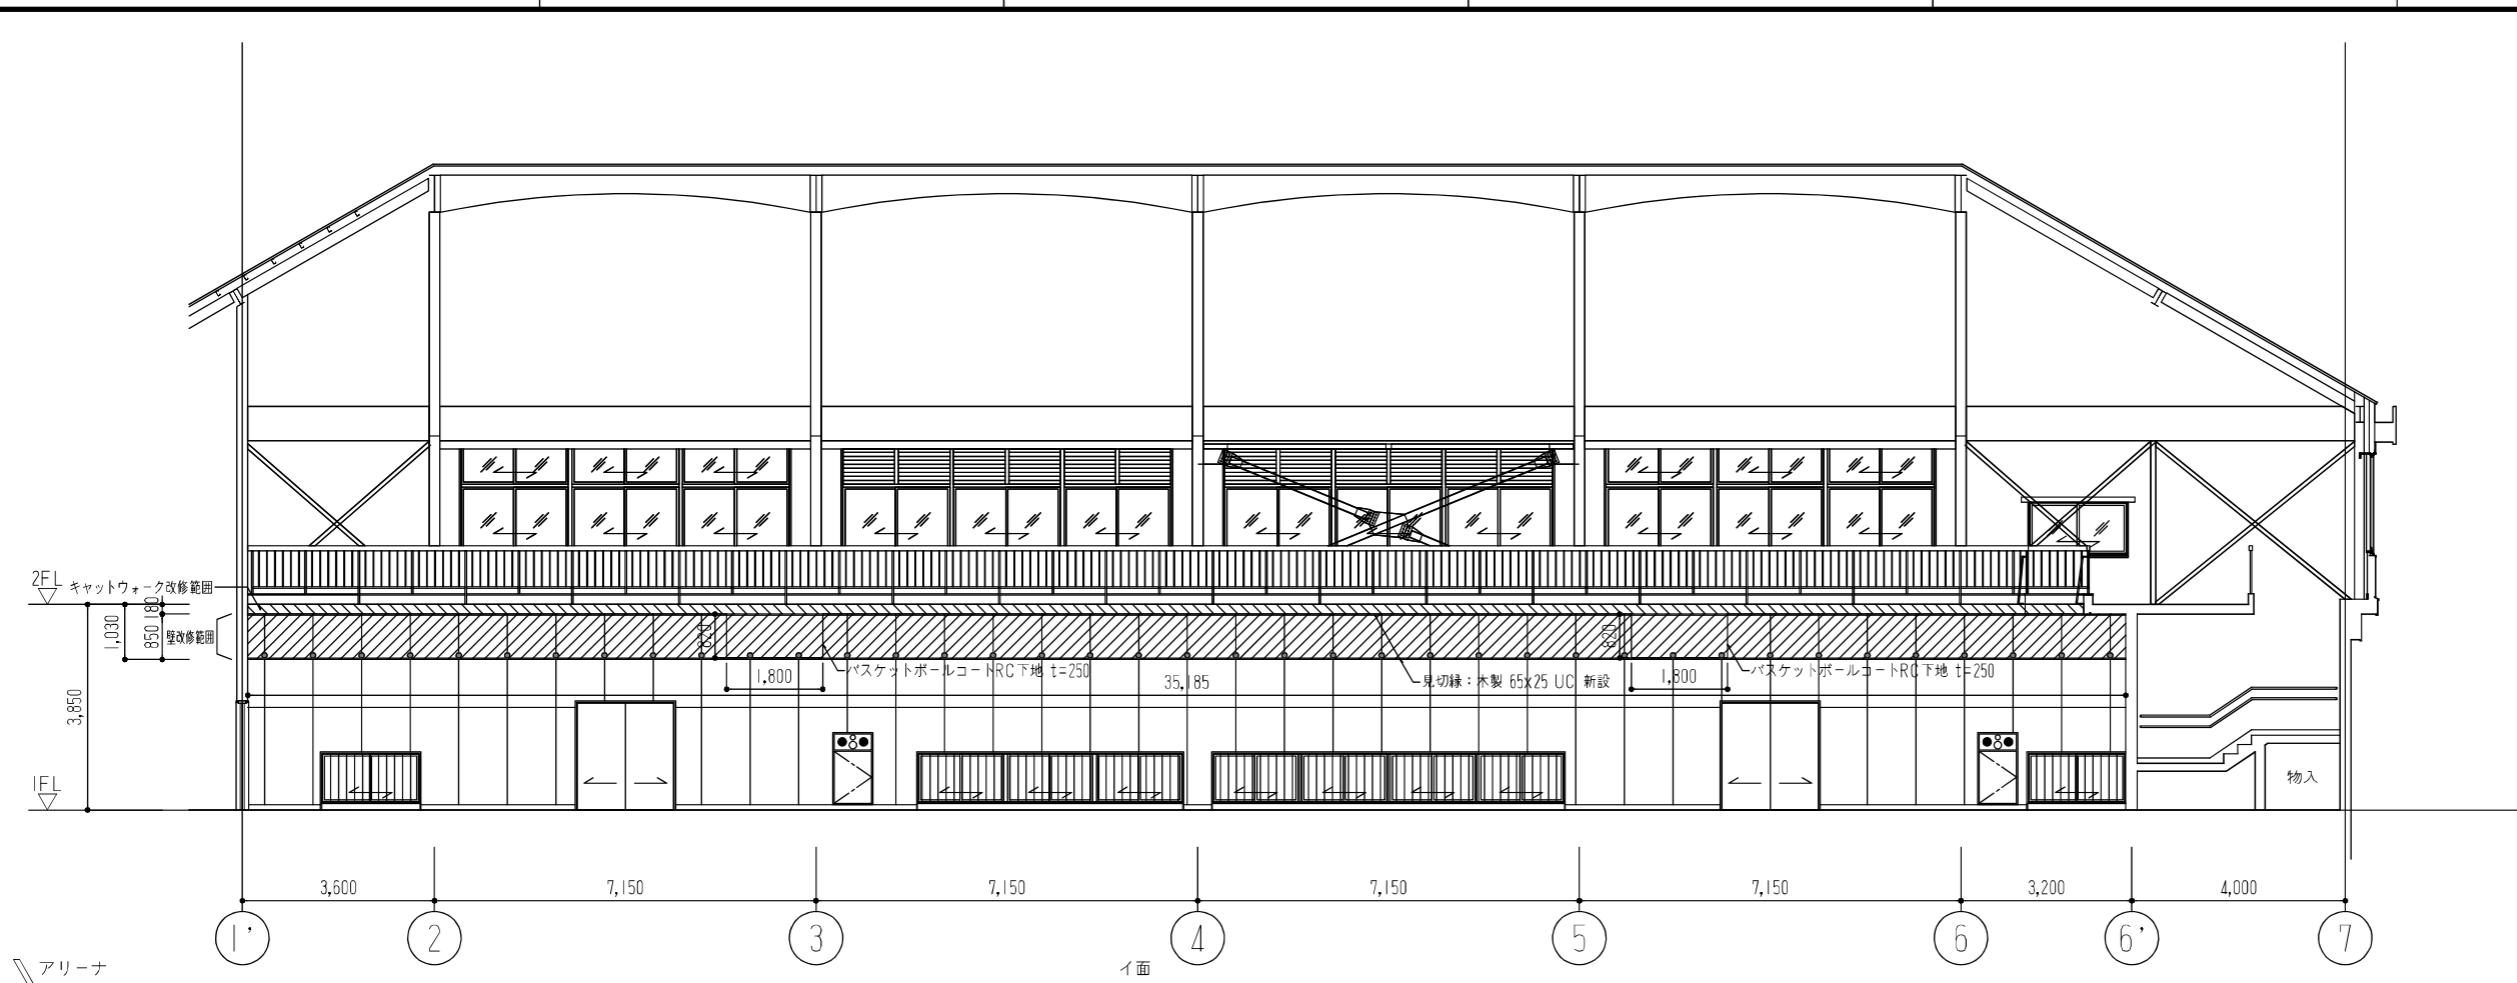 2FL
キャットウォーク改修範囲
180
850
1,030
壁改修範囲
820
820
1,800
バスケットボールコートRC下地 t=250
35,185
見切縁：木製 65x25 UC 新設
1,800
バスケットボールコートRC下地 t=250
3,850
1FL
物入
3,600
7,150
7,150
7,150
7,150
3,200
4,000
1'
2
3
4
5
6
6'
7
アリーナ
イ面